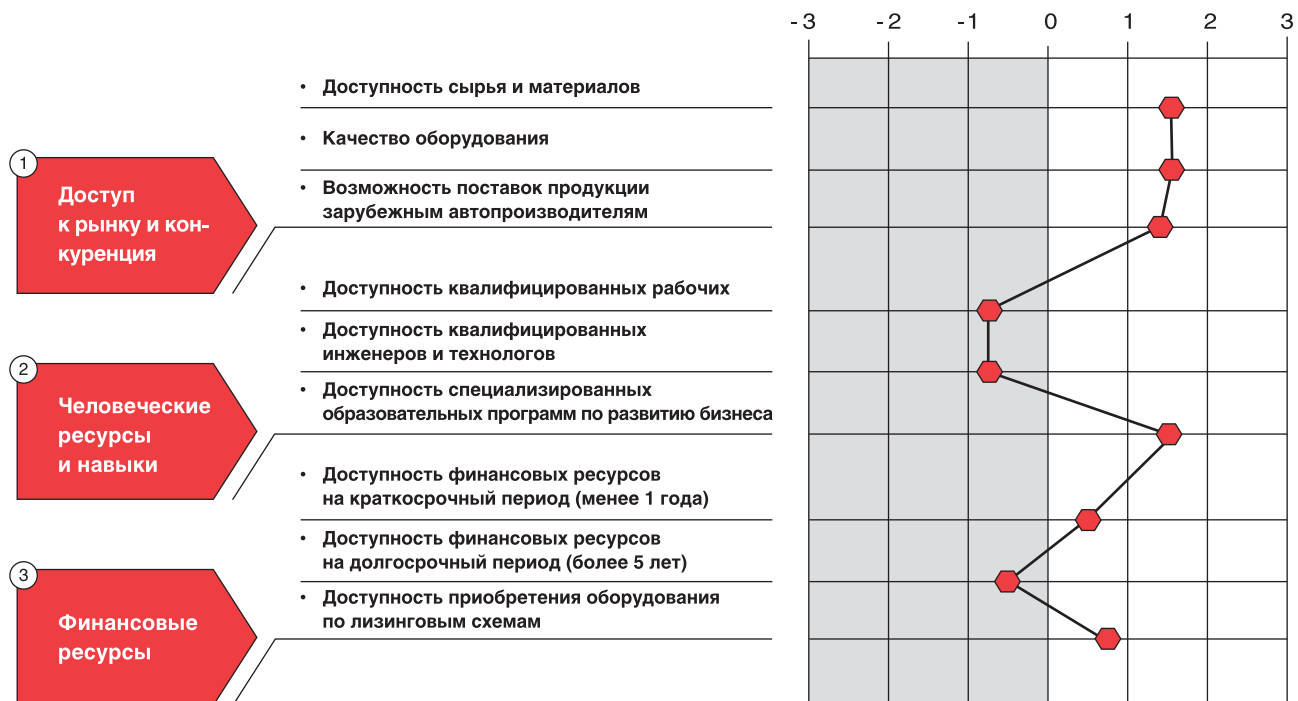 -3 -2 -1 0 1 2 3
• Доступность сырья и материалов
• Качество оборудования
1
Доступ
к рынку и кон-
куренция
• Возможность поставок продукции
зарубежным автопроизводителям
• Доступность квалифицированных рабочих
• Доступность квалифицированных
инженеров и технологов
2
Человеческие
ресурсы
и навыки
• Доступность специализированных
образовательных программ по развитию бизнеса
• Доступность финансовых ресурсов
на краткосрочный период (менее 1 года)
• Доступность финансовых ресурсов
на долгосрочный период (более 5 лет)
3
Финансовые
ресурсы
• Доступность приобретения оборудования
по лизинговым схемам